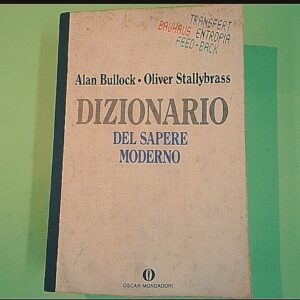 TRANSFERT
BAUHAUS ENTROPIA
FEED-BACK
Alan Bullock • Oliver Stallybrass
DIZIONARIO
DEL SAPERE
MODERNO
OSCAR MONDADORI